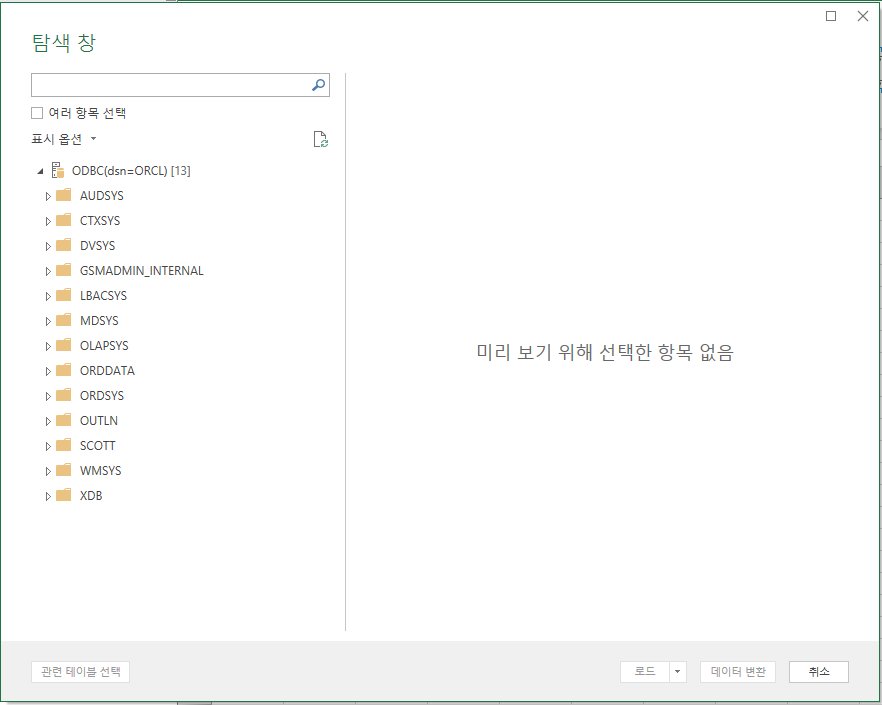 탐색 창
여러 항목 선택
표시 옵션
ODBC(dsn=ORCL) [13]
AUDSYS
CTXSYS
DVSYS
GSMADMIN_INTERNAL
LBACSYS
MDSYS
OLAPSYS
ORDDATA
ORDSYS
OUTLN
SCOTT
WMSYS
XDB
미리 보기 위해 선택한 항목 없음
관련 테이블 선택
로드
데이터 변환
취소